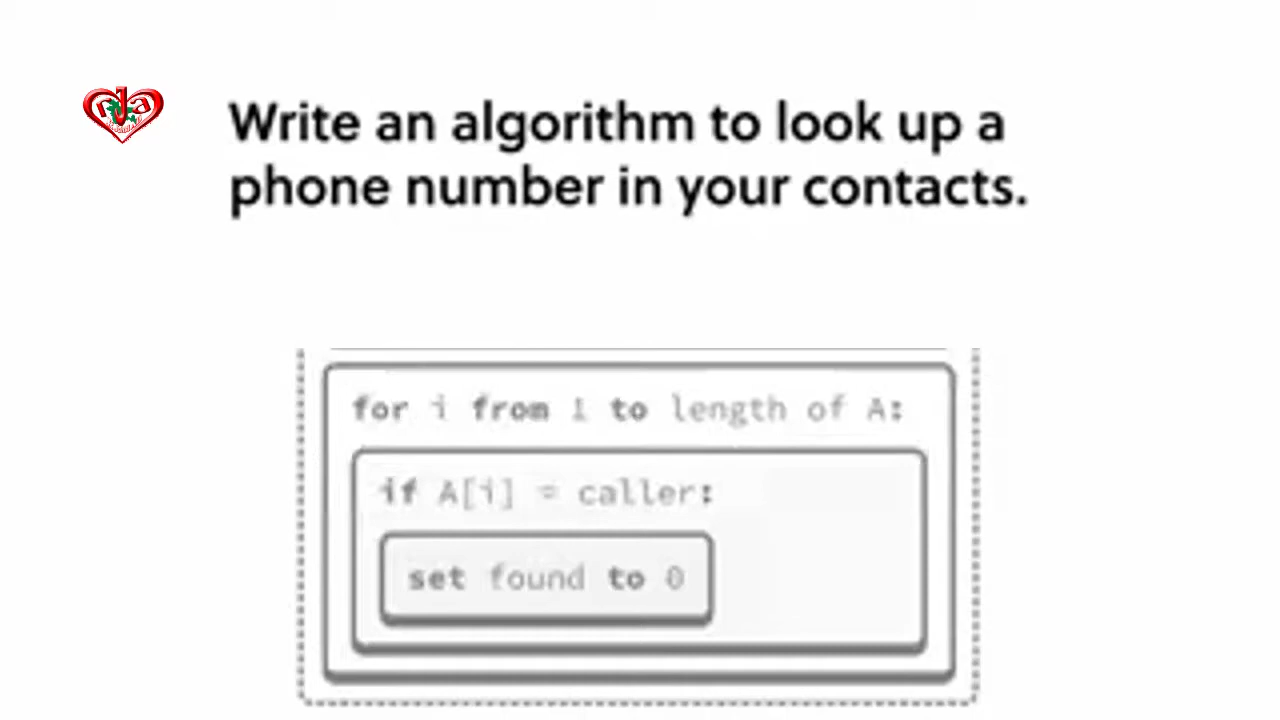 Write an algorithm to look up a
phone number in your contacts.
for i from 1 to length of A:
if A[i] = caller:
set found to 0